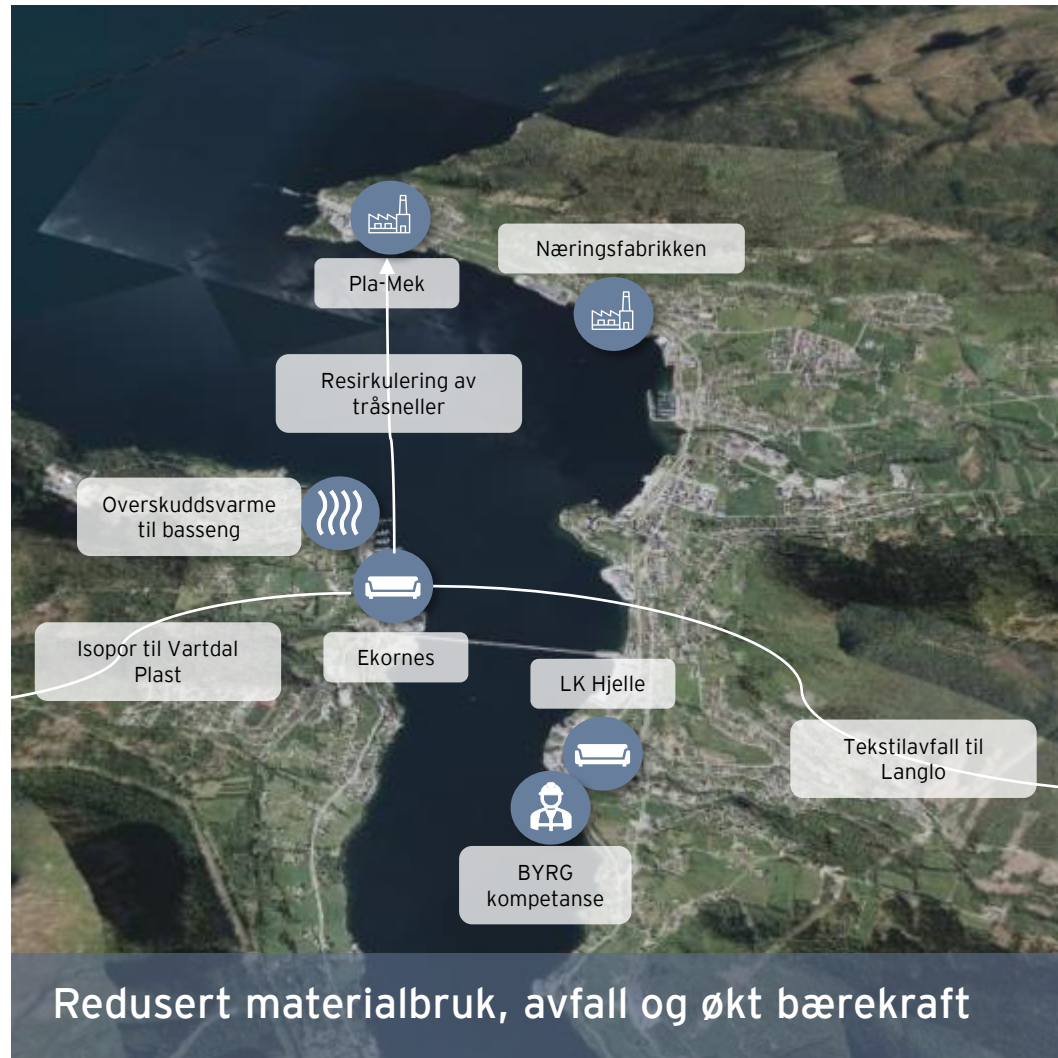 Næringsfabrikken
Pla-Mek
Resirkulering av
tråsneller
Overskuddsvarme
til basseng
Isopor til Vartdal
Plast
Ekornes
LK Hjelle
Tekstilavfall til
Langlo
BYRG
kompetanse
Redusert materialbruk, avfall og økt bærekraft